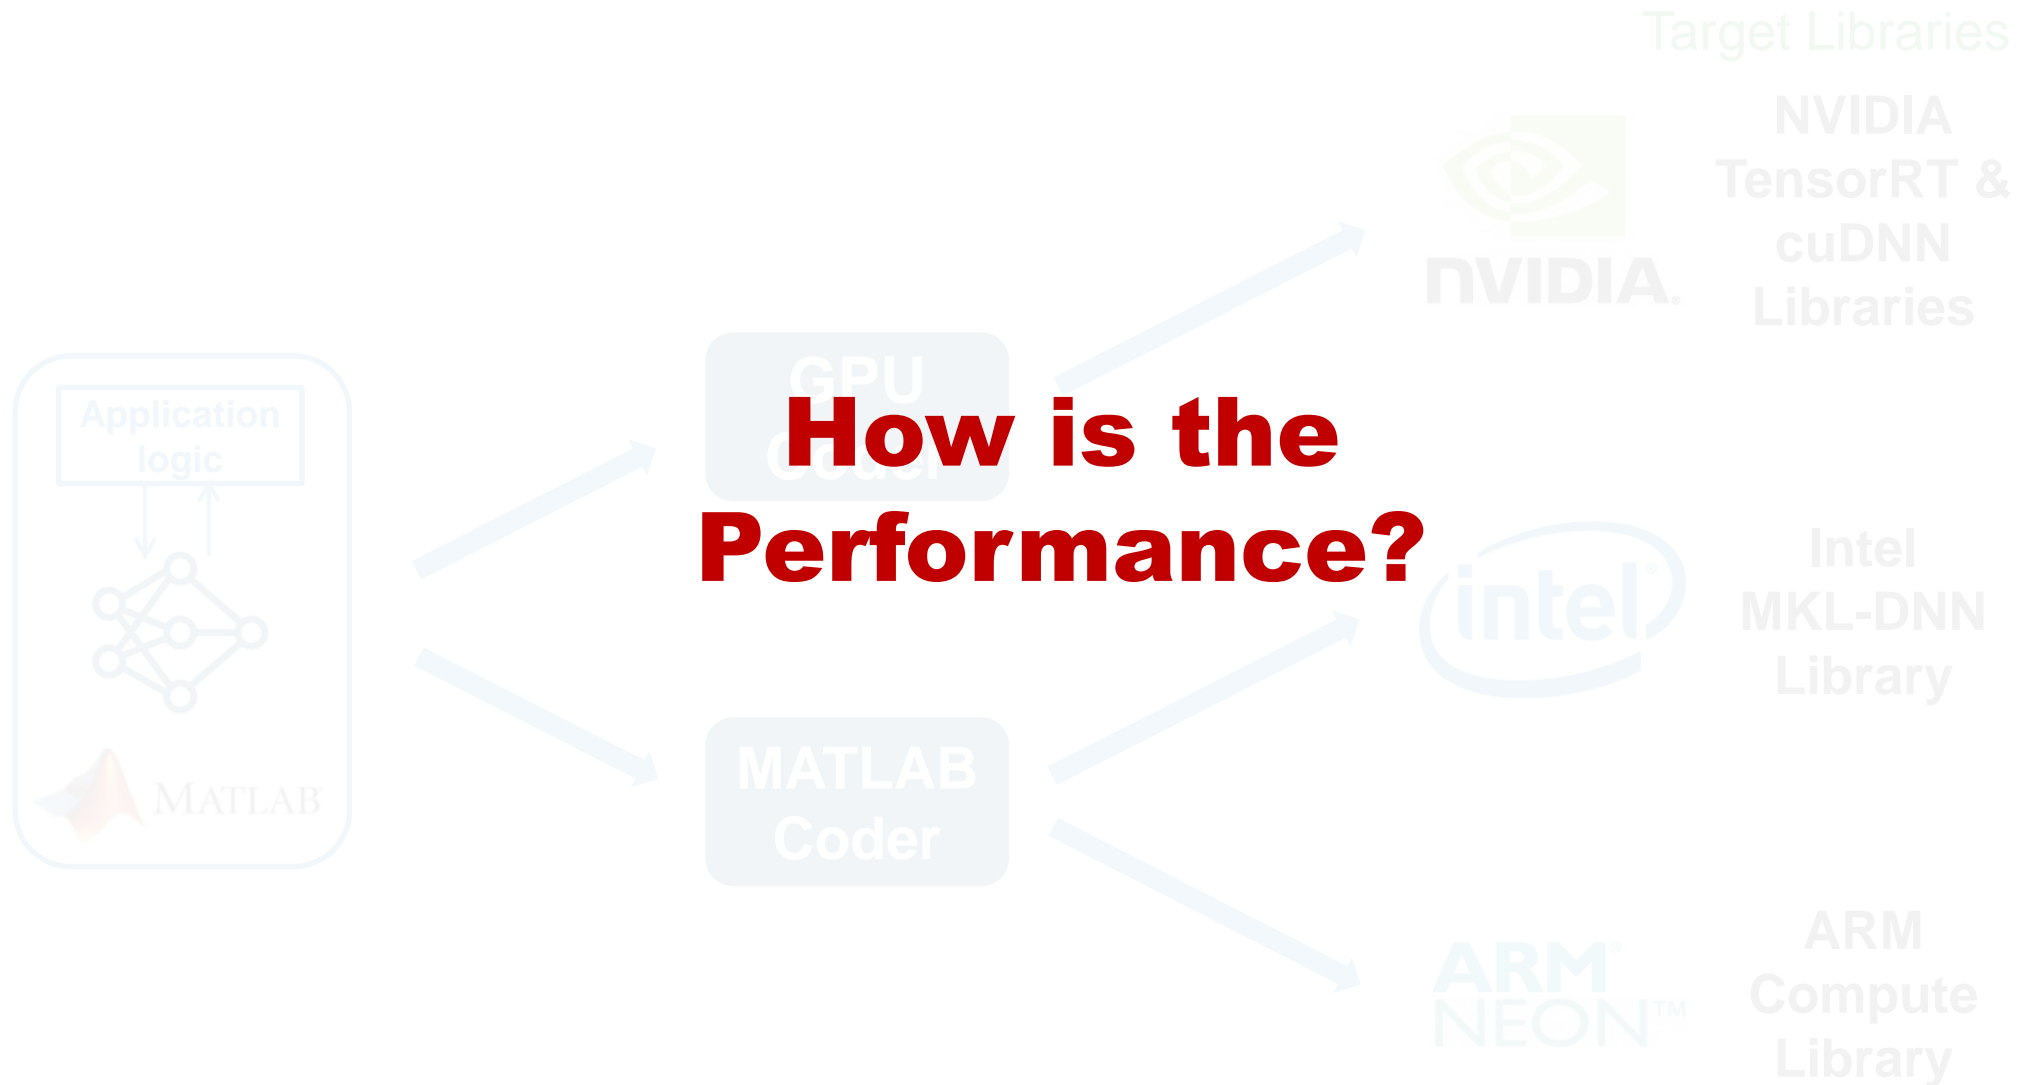 Target Libraries
NVIDIA
TensorRT &
cuDNN
Libraries
nVIDIA.
GPU
Coder
How is the
Performance?
Application
logic
MATLAB
intel®
Intel
MKL-DNN
Library
MATLAB
Coder
ARM®
NEON™
ARM
Compute
Library